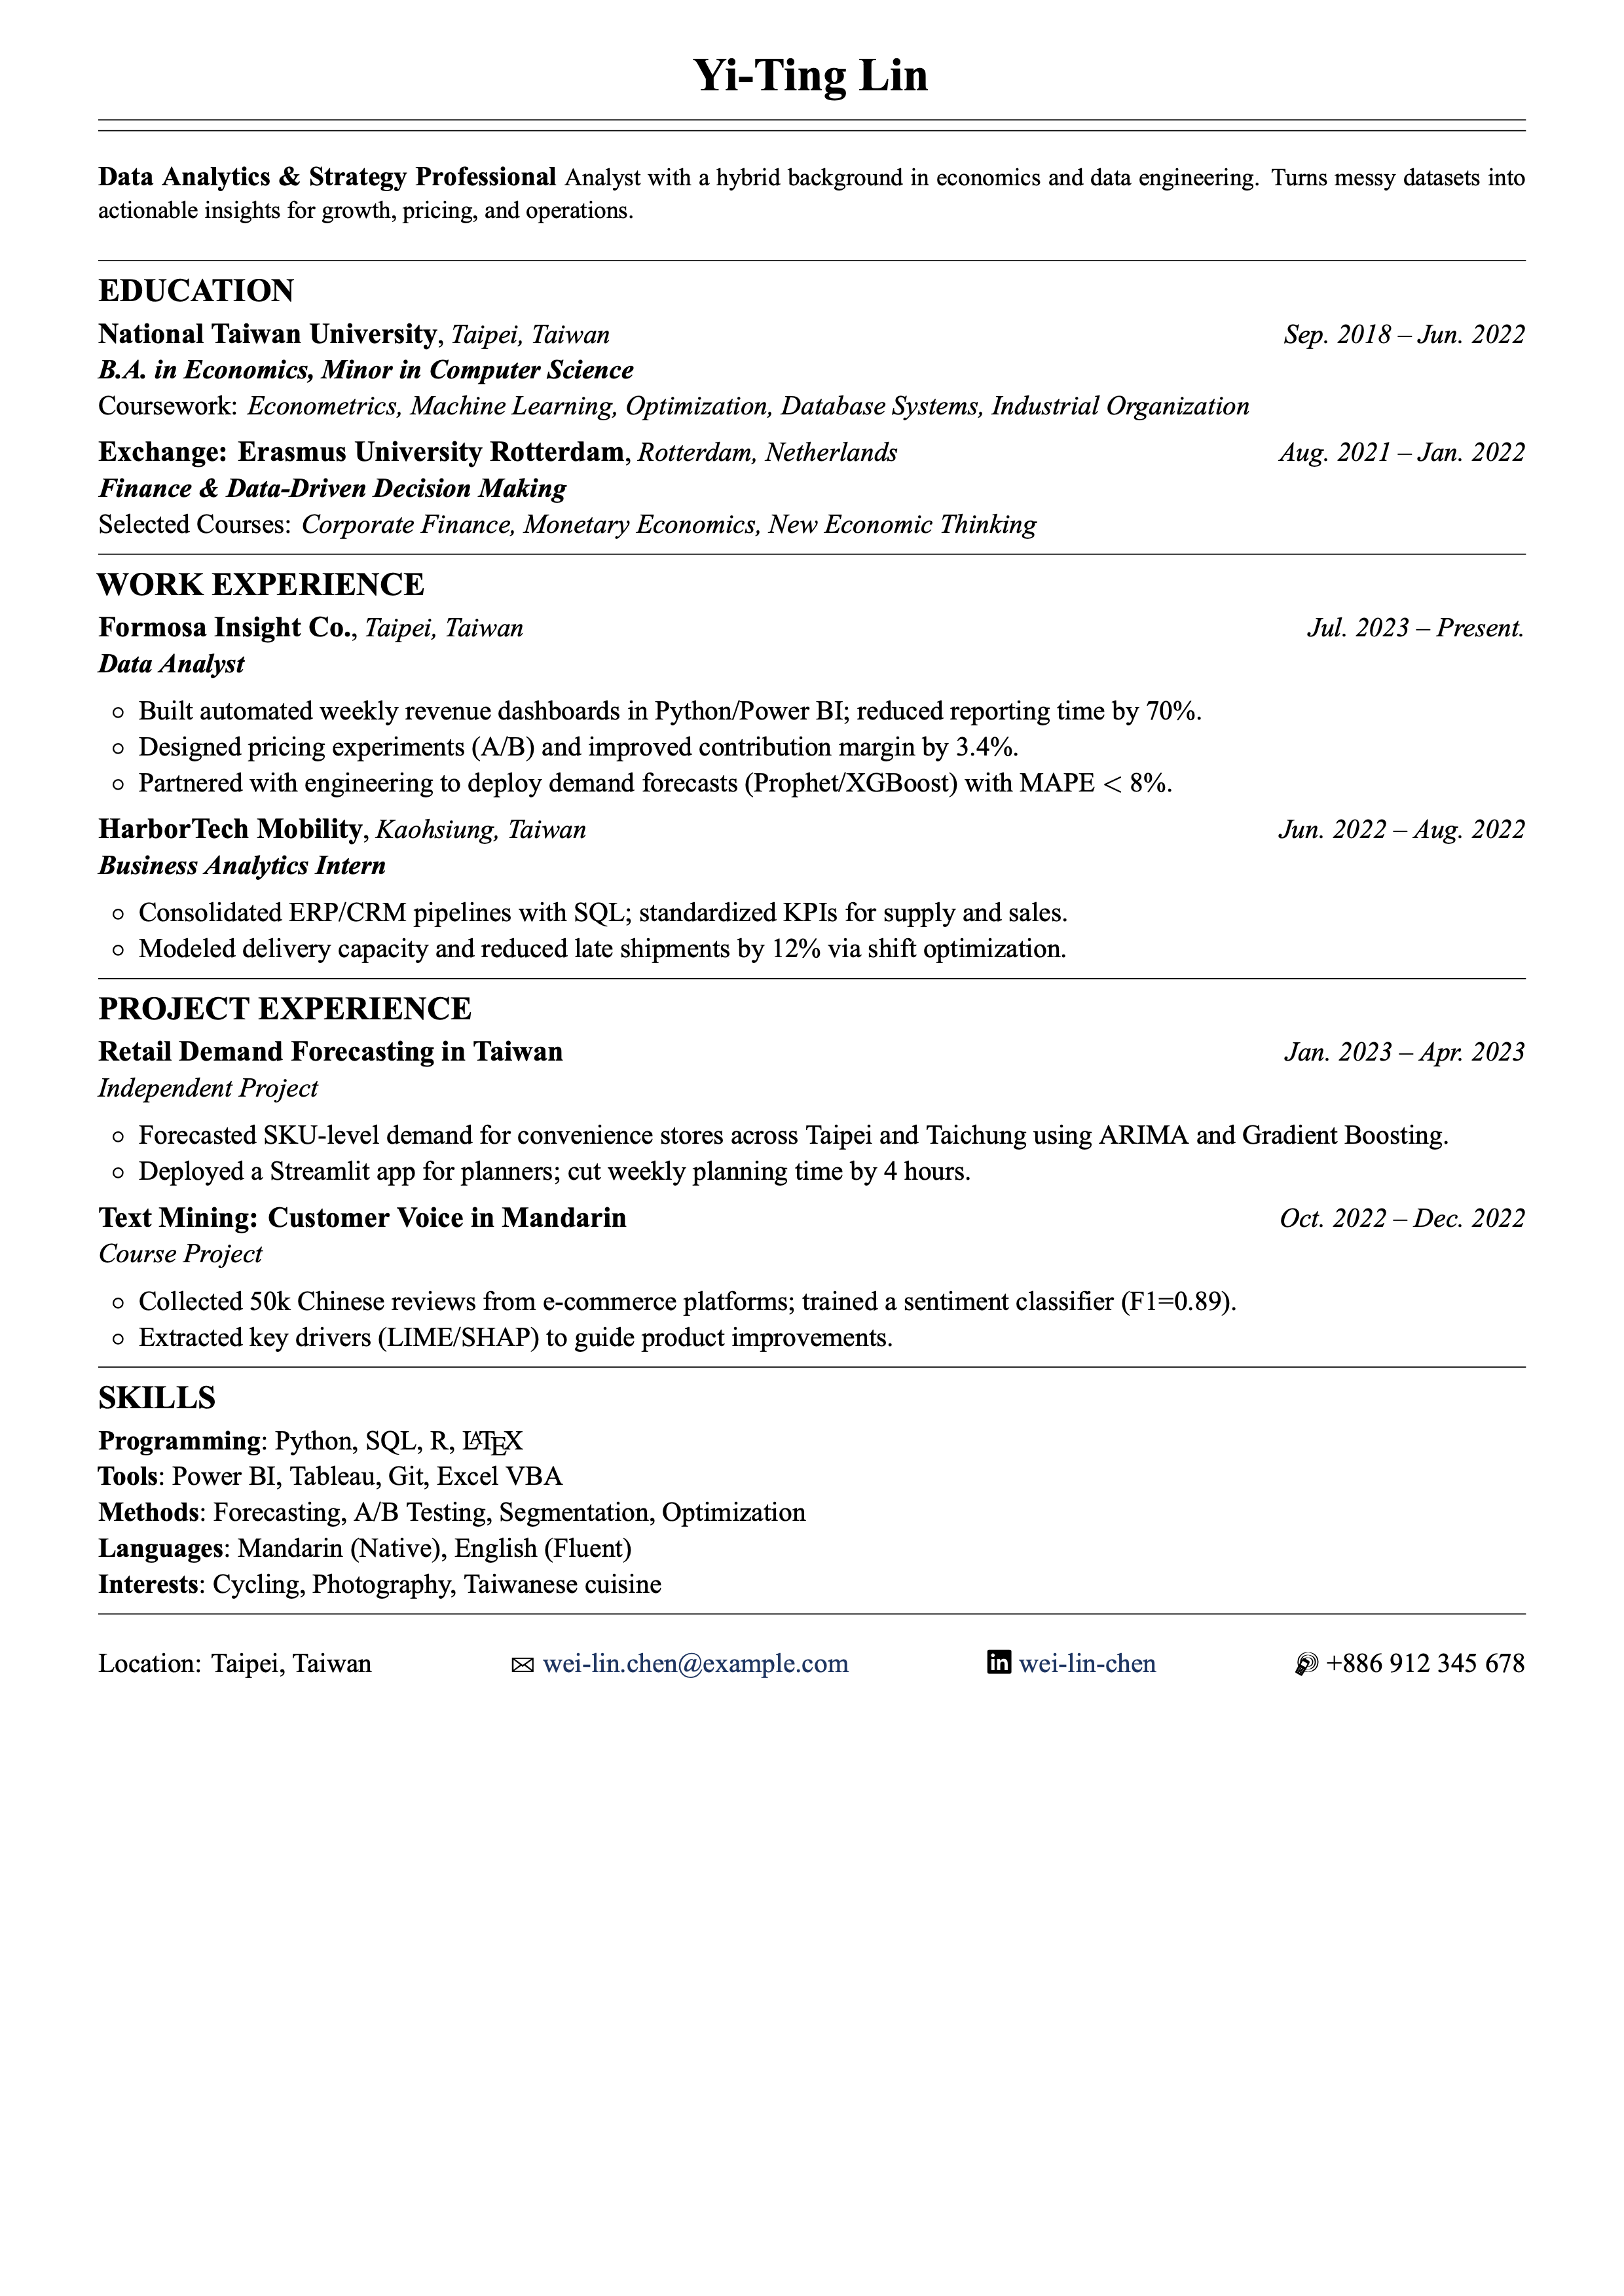 Yi-Ting Lin
Data Analytics & Strategy Professional Analyst with a hybrid background in economics and data engineering. Turns messy datasets into
actionable insights for growth, pricing, and operations.
EDUCATION
National Taiwan University, Taipei, Taiwan Sep. 2018 – Jun. 2022
B.A. in Economics, Minor in Computer Science
Coursework: Econometrics, Machine Learning, Optimization, Database Systems, Industrial Organization
Exchange: Erasmus University Rotterdam, Rotterdam, Netherlands Aug. 2021 – Jan. 2022
Finance & Data-Driven Decision Making
Selected Courses: Corporate Finance, Monetary Economics, New Economic Thinking
WORK EXPERIENCE
Formosa Insight Co., Taipei, Taiwan Jul. 2023 – Present.
Data Analyst
Built automated weekly revenue dashboards in Python/Power BI; reduced reporting time by 70%.
Designed pricing experiments (A/B) and improved contribution margin by 3.4%.
Partnered with engineering to deploy demand forecasts (Prophet/XGBoost) with MAPE < 8%.
HarborTech Mobility, Kaohsiung, Taiwan Jun. 2022 – Aug. 2022
Business Analytics Intern
Consolidated ERP/CRM pipelines with SQL; standardized KPIs for supply and sales.
Modeled delivery capacity and reduced late shipments by 12% via shift optimization.
PROJECT EXPERIENCE
Retail Demand Forecasting in Taiwan Jan. 2023 – Apr. 2023
Independent Project
Forecasted SKU-level demand for convenience stores across Taipei and Taichung using ARIMA and Gradient Boosting.
Deployed a Streamlit app for planners; cut weekly planning time by 4 hours.
Text Mining: Customer Voice in Mandarin Oct. 2022 – Dec. 2022
Course Project
Collected 50k Chinese reviews from e-commerce platforms; trained a sentiment classifier (F1=0.89).
Extracted key drivers (LIME/SHAP) to guide product improvements.
SKILLS
Programming: Python, SQL, R, LATEX
Tools: Power BI, Tableau, Git, Excel VBA
Methods: Forecasting, A/B Testing, Segmentation, Optimization
Languages: Mandarin (Native), English (Fluent)
Interests: Cycling, Photography, Taiwanese cuisine
Location: Taipei, Taiwan wei-lin.chen@example.com in wei-lin-chen +886 912 345 678